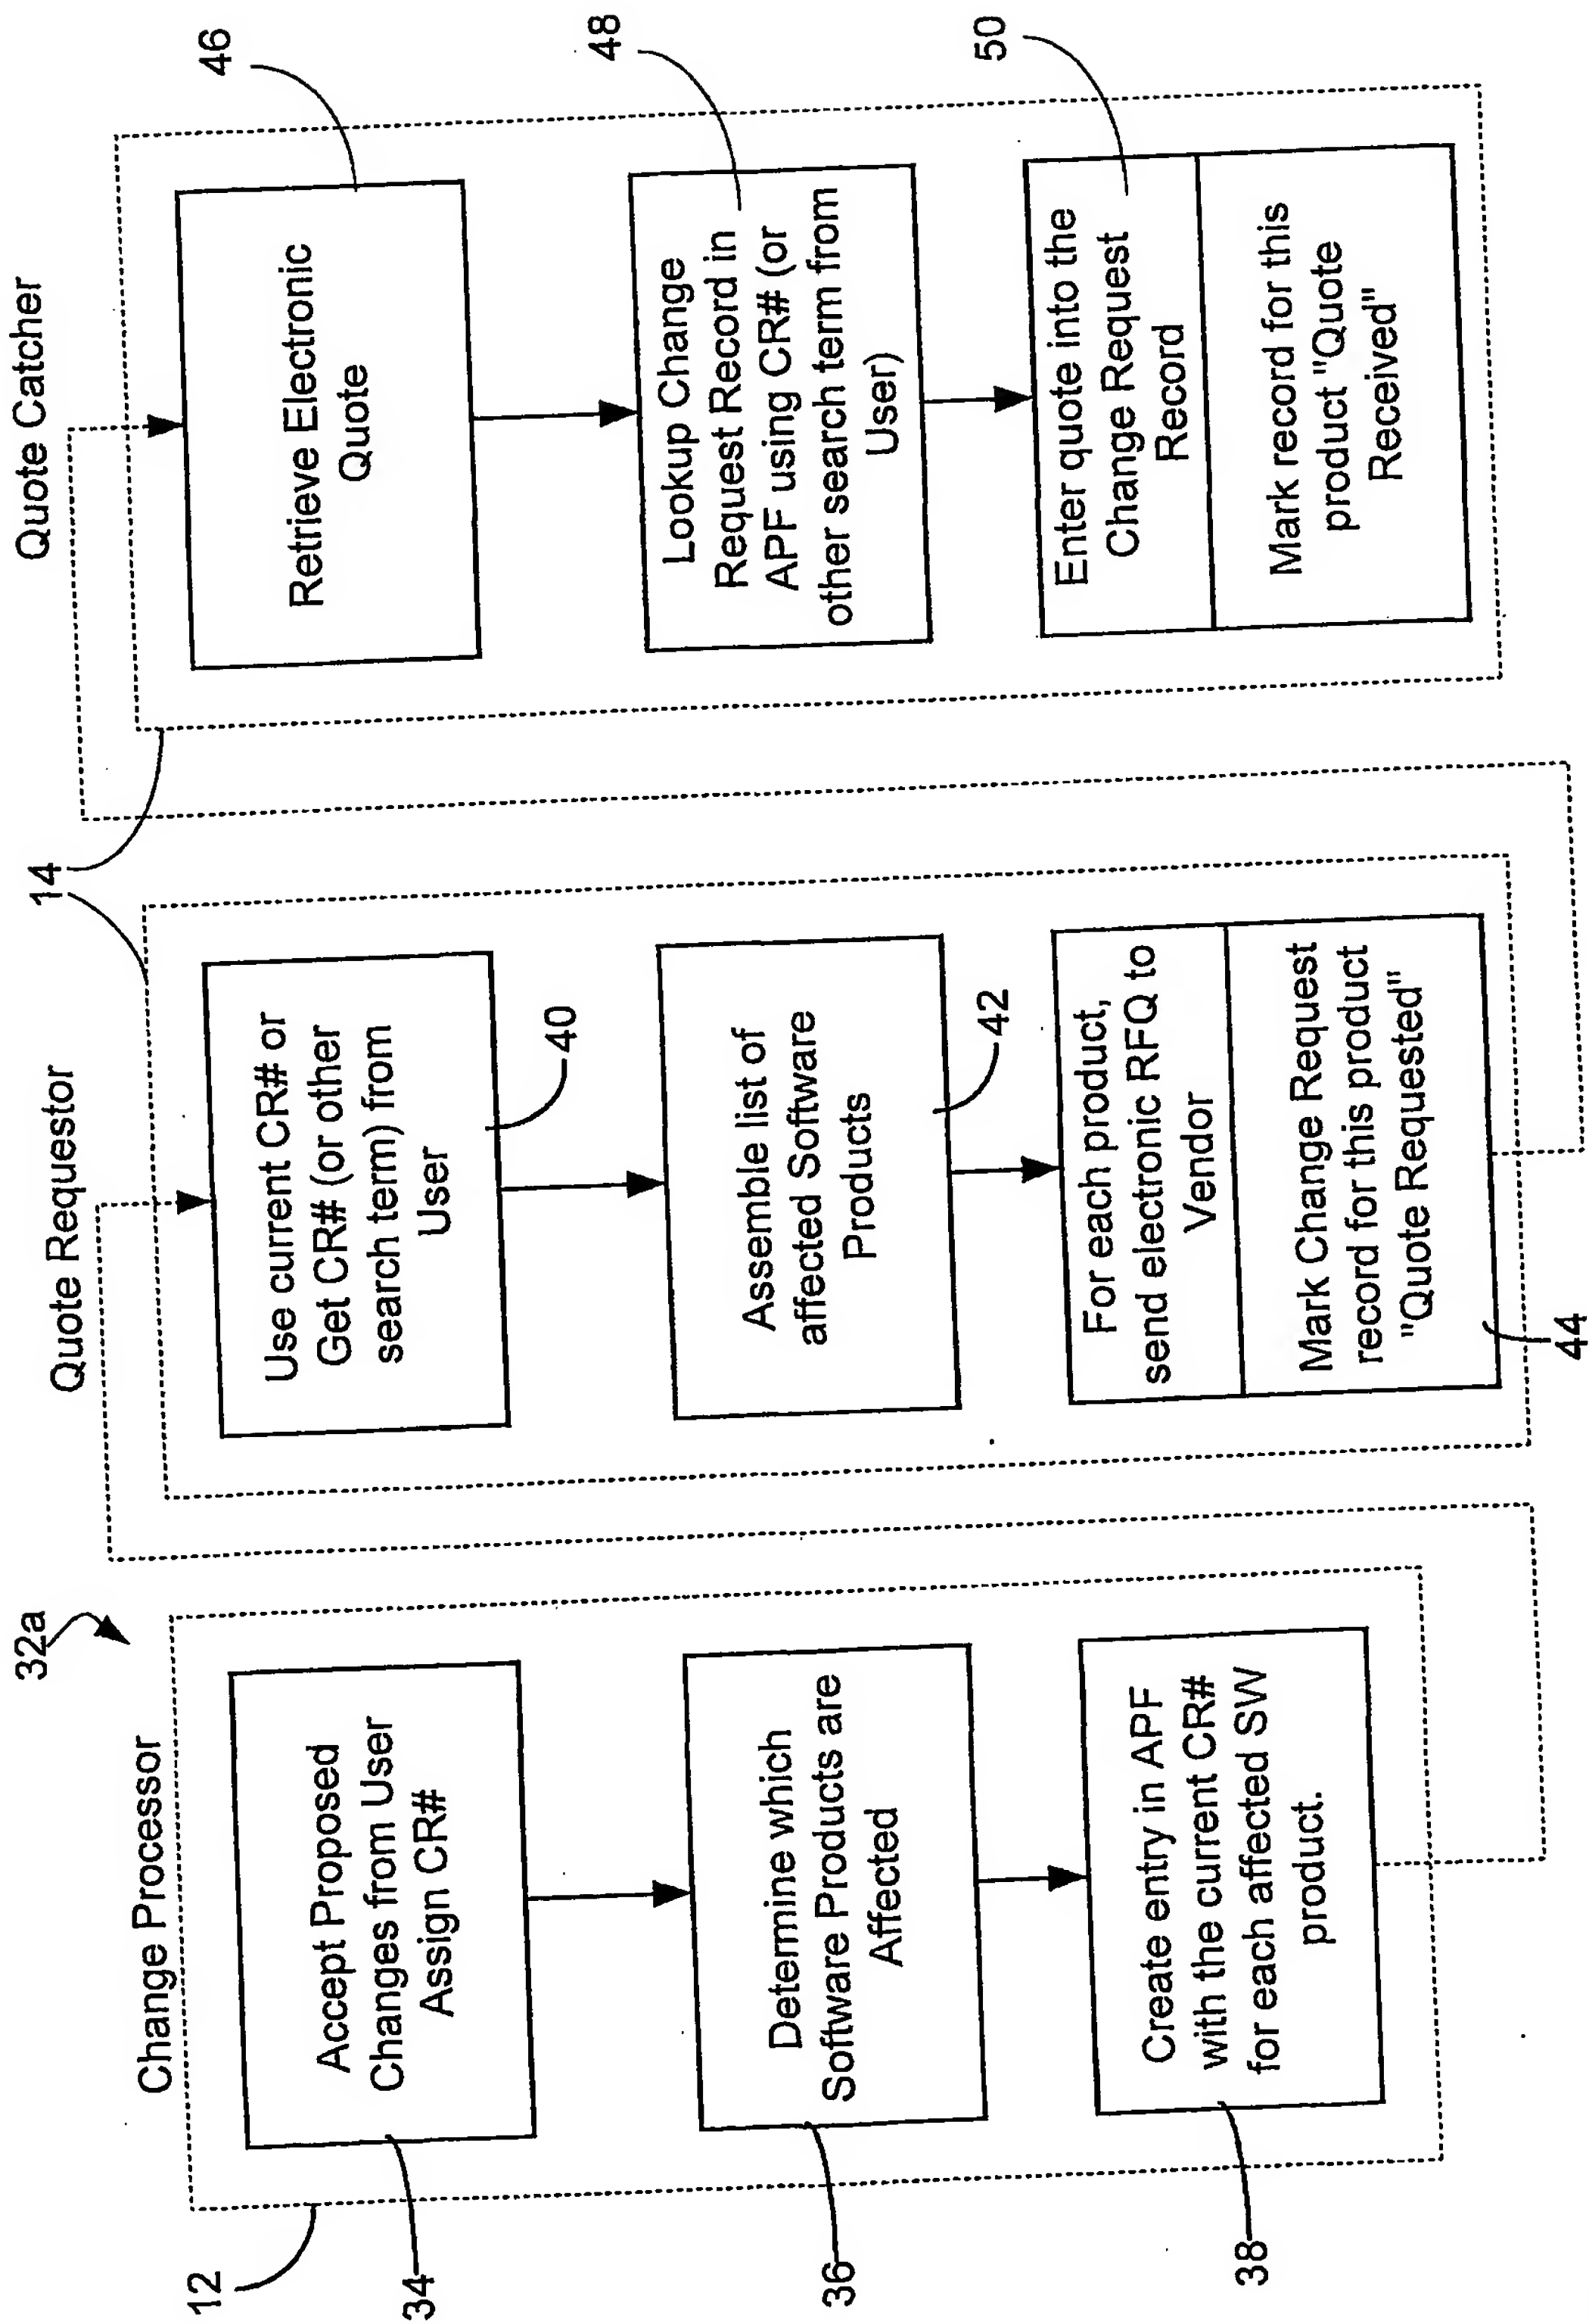 32a
Change Processor
12
Accept Proposed
Changes from User
Assign CR#
34
Determine which
Software Products are
Affected
36
Create entry in APF
with the current CR#
for each affected SW
product.
38
Quote Requestor
14
Use current CR# or
Get CR# (or other
search term) from
User
40
Assemble list of
affected Software
Products
42
For each product,
send electronic RFQ to
Vendor
Mark Change Request
record for this product
"Quote Requested"
44
Quote Catcher
Retrieve Electronic
Quote
46
Lookup Change
Request Record in
APF using CR# (or
other search term from
User)
48
Enter quote into the
Change Request
Record
50
Mark record for this
product "Quote
Received"